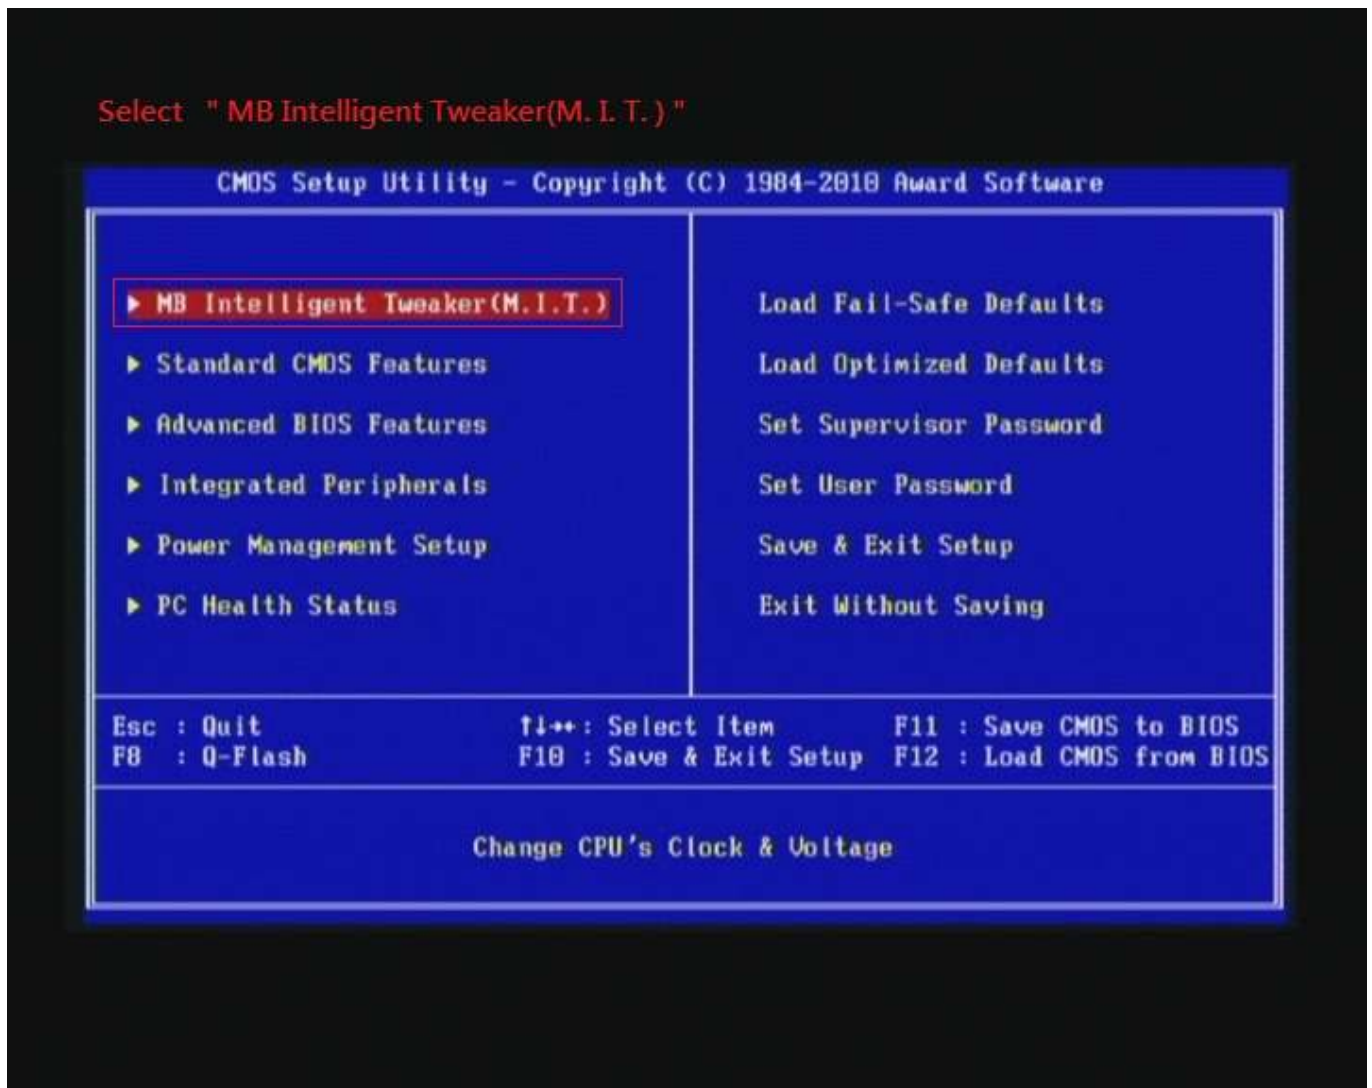 Select " MB Intelligent Tweaker(M. I. T. ) "
CMOS Setup Utility - Copyright (C) 1984-2010 Award Software
▶ MB Intelligent Tweaker(M.I.T.)
▶ Standard CMOS Features
▶ Advanced BIOS Features
▶ Integrated Peripherals
▶ Power Management Setup
▶ PC Health Status
Load Fail-Safe Defaults
Load Optimized Defaults
Set Supervisor Password
Set User Password
Save & Exit Setup
Exit Without Saving
Esc : Quit ↑↓→←: Select Item F11 : Save CMOS to BIOS
F8 : Q-Flash F10 : Save & Exit Setup F12 : Load CMOS from BIOS
Change CPU's Clock & Voltage